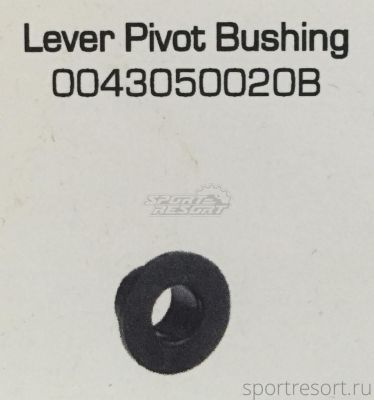 Lever Pivot Bushing
0043050020B
SPORT
RESORT
sportresort.ru